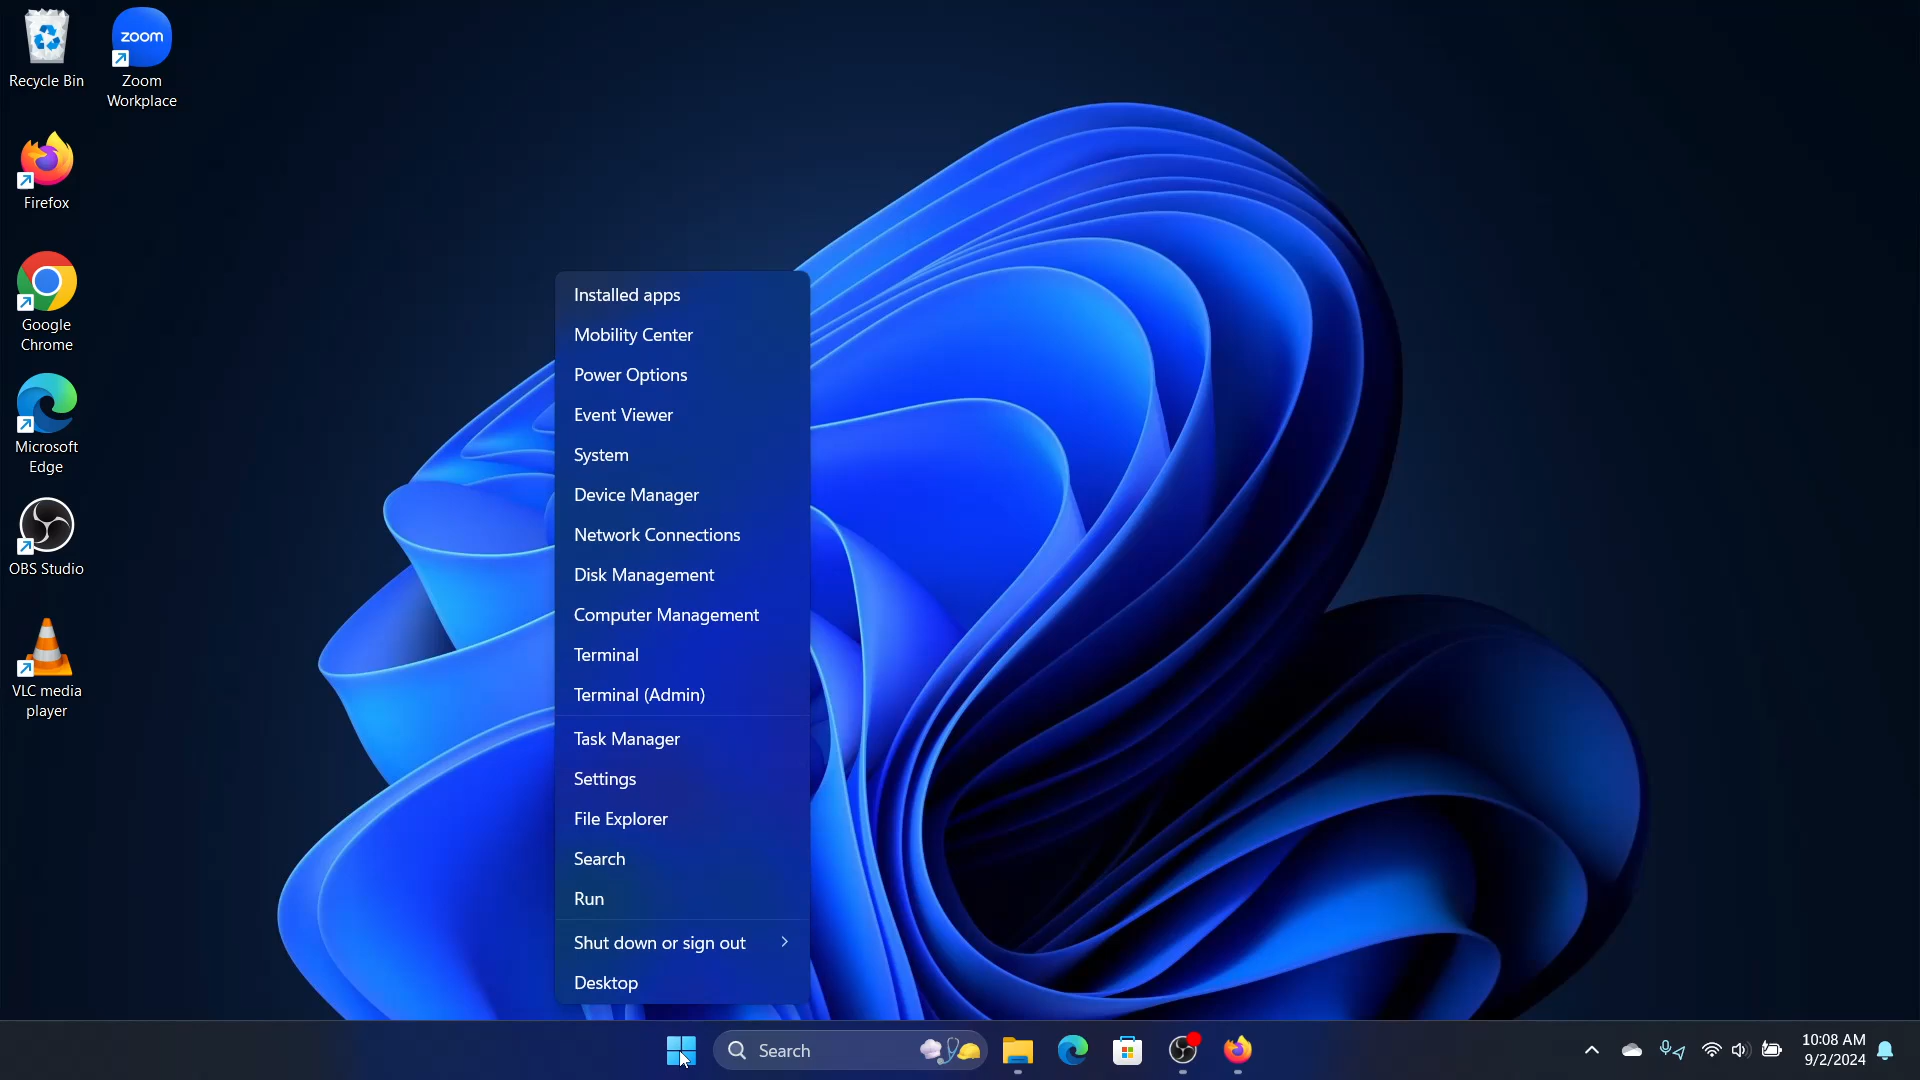 Recycle Bin
zoom
Zoom
Workplace
Firefox
Google
Chrome
Microsoft
Edge
OBS Studio
VLC media
player
Installed apps
Mobility Center
Power Options
Event Viewer
System
Device Manager
Network Connections
Disk Management
Computer Management
Terminal
Terminal (Admin)
Task Manager
Settings
File Explorer
Search
Run
Shut down or sign out
Desktop
Search
10:08 AM
9/2/2024